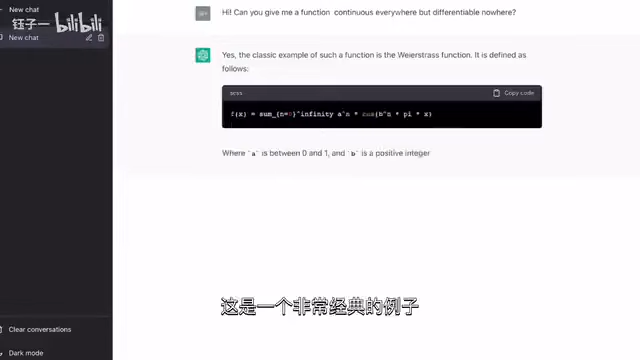 钰子一 bilibili
New chat
New chat
Hi! Can you give me a function continuous everywhere but differentiable nowhere?
Yes, the classic example of such a function is the Weierstrass function. It is defined as
follows:
Copy code
f(x) = sum_{n=0}^infinity a^n * cos(b^n * pi * x)
Where `a` is between 0 and 1, and `b` is a positive integer
这是一个非常经典的例子
Clear conversations
Dark mode